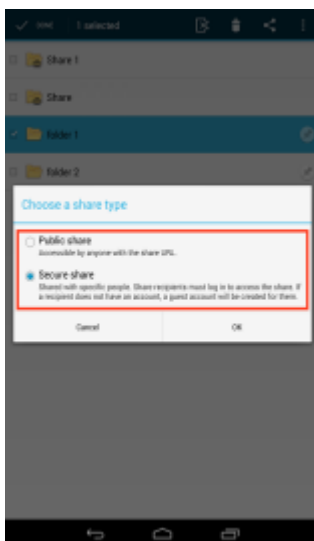 DONE 1 selected
Share 1
Share
folder 1
folder 2
Choose a share type
Public share
Accessible by anyone with the share URL.
Secure share
Shared with specific people. Share recipients must log in to access the share. If
a recipient does not have an account, a guest account will be created for them.
Cancel OK